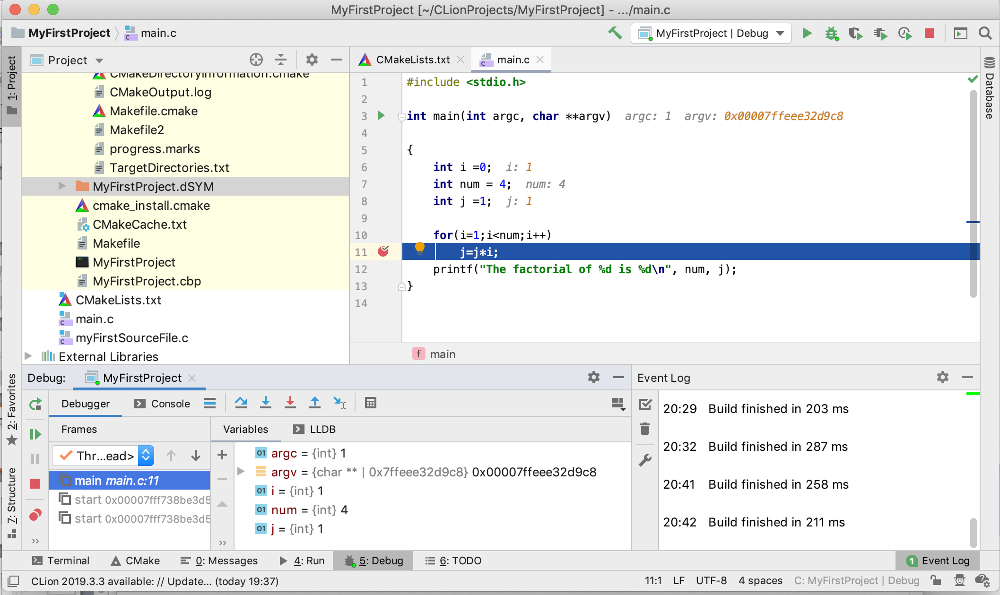 MyFirstProject [~/CLionProjects/MyFirstProject] - .../main.c
MyFirstProject main.c
MyFirstProject | Debug
1: Project
Project
CMakeDirectoryInformation.cmake
CMakeOutput.log
Makefile.cmake
Makefile2
progress.marks
TargetDirectories.txt
MyFirstProject.dSYM
cmake_install.cmake
CMakeCache.txt
Makefile
MyFirstProject
MyFirstProject.cbp
CMakeLists.txt
main.c
myFirstSourceFile.c
External Libraries
CMakeLists.txt main.c
1 #include <stdio.h>
2
3 int main(int argc, char **argv) argc: 1 argv: 0x00007ffeee32d9c8
4
5 {
6 int i =0; i: 1
7 int num = 4; num: 4
8 int j =1; j: 1
9
10 for(i=1;i<num;i++)
11 j=j*i;
12 printf("The factorial of %d is %d\n", num, j);
13 }
14
f main
Database
2: Favorites
7: Structure
Debug: MyFirstProject
Debugger Console
Frames
Thr...ead>
main main.c:11
start 0x00007fff738be3d5
start 0x00007fff738be3d5
Variables LLDB
01 argc = {int} 1
argv = {char ** | 0x7ffeee32d9c8} 0x00007ffeee32d9c8
01 i = {int} 1
01 num = {int} 4
01 j = {int} 1
Event Log
20:29 Build finished in 203 ms
20:32 Build finished in 287 ms
20:41 Build finished in 258 ms
20:42 Build finished in 211 ms
Terminal CMake 0: Messages 4: Run 5: Debug 6: TODO 1 Event Log
CLion 2019.3.3 available: // Update... (today 19:37) 11:1 LF UTF-8 4 spaces C: MyFirstProject | Debug